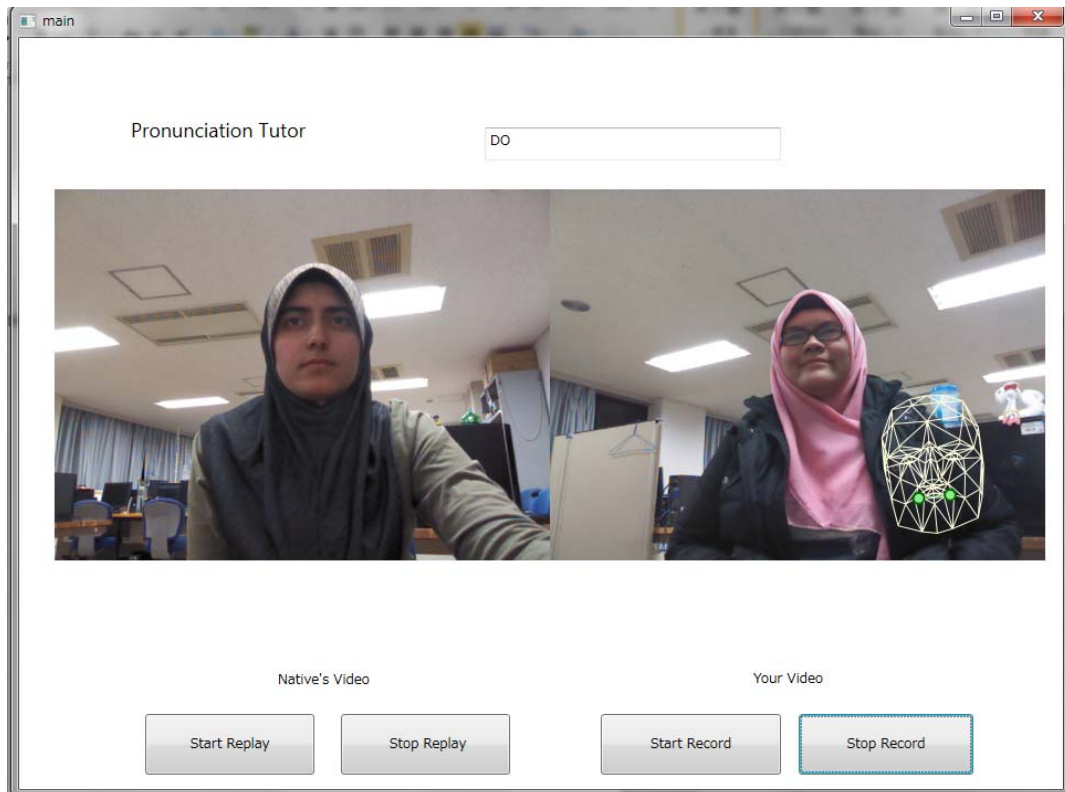 main
Pronunciation Tutor
DO
Native's Video
Your Video
Start Replay
Stop Replay
Start Record
Stop Record